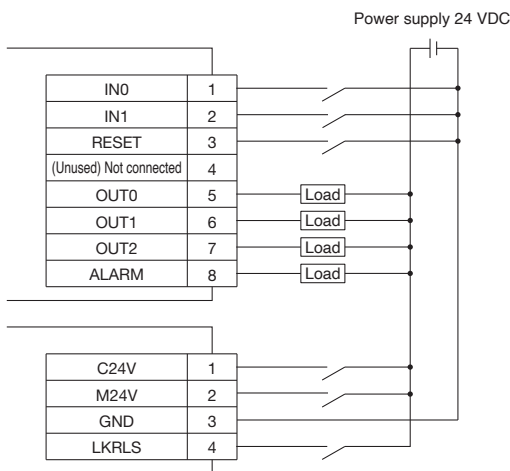 Power supply 24 VDC
IN0 1
IN1 2
RESET 3
(Unused) Not connected 4
OUT0 5 Load
OUT1 6 Load
OUT2 7 Load
ALARM 8 Load
C24V 1
M24V 2
GND 3
LKRLS 4